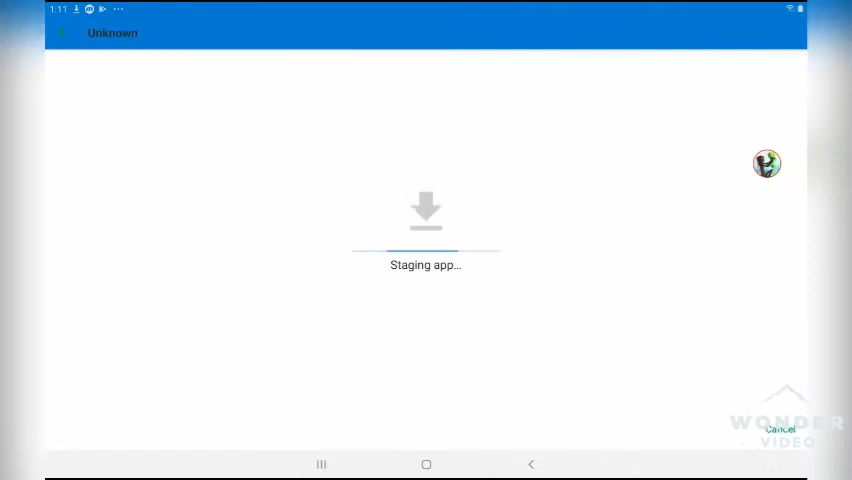 1:11
Unknown
Staging app...
Cancel
WONDER
VIDEO